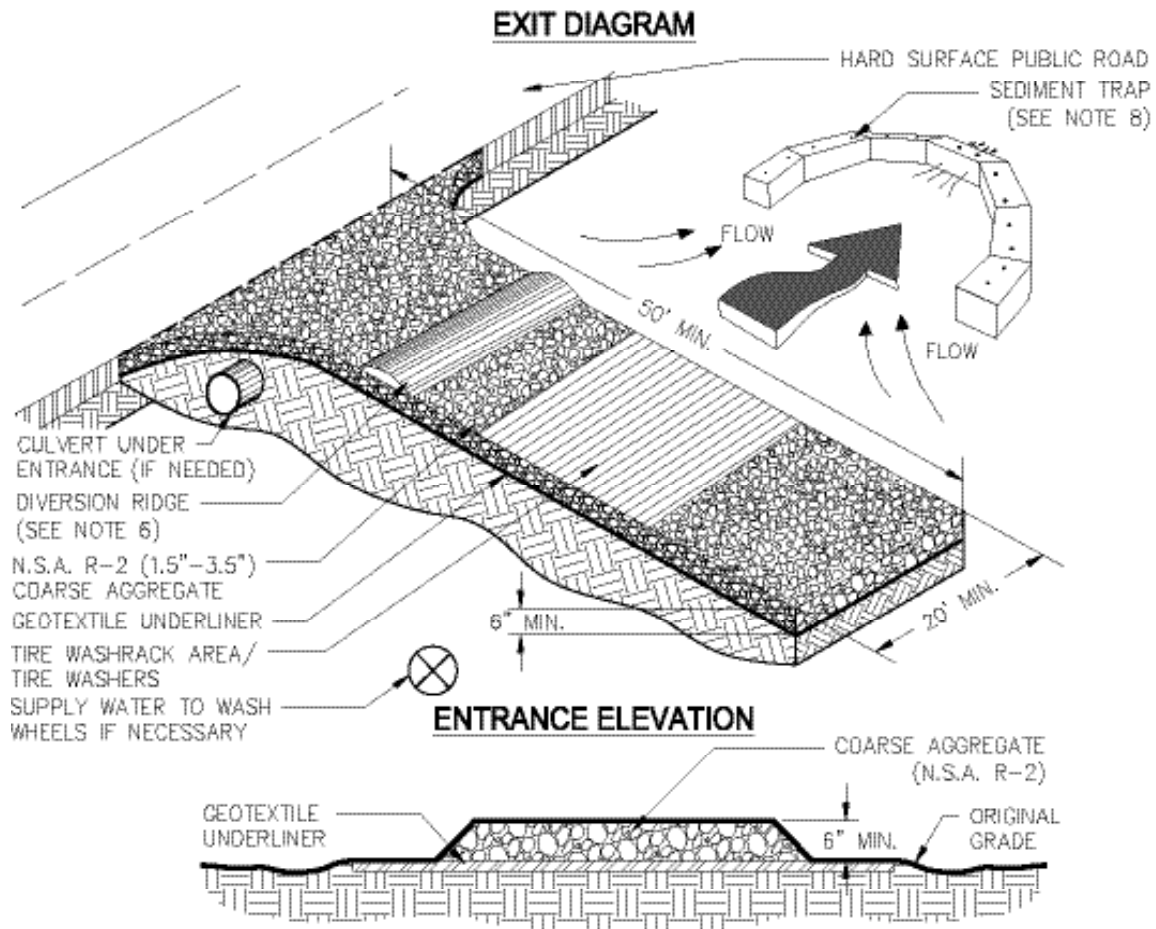 EXIT DIAGRAM
HARD SURFACE PUBLIC ROAD
SEDIMENT TRAP
(SEE NOTE 8)
FLOW
50' MIN.
FLOW
CULVERT UNDER
ENTRANCE (IF NEEDED)
DIVERSION RIDGE
(SEE NOTE 6)
N.S.A. R-2 (1.5"-3.5")
COARSE AGGREGATE
GEOTEXTILE UNDERLINER
TIRE WASHRACK AREA/
TIRE WASHERS
SUPPLY WATER TO WASH
WHEELS IF NECESSARY
6" MIN.
20' MIN.
ENTRANCE ELEVATION
COARSE AGGREGATE
(N.S.A. R-2)
GEOTEXTILE
UNDERLINER
6" MIN.
ORIGINAL
GRADE